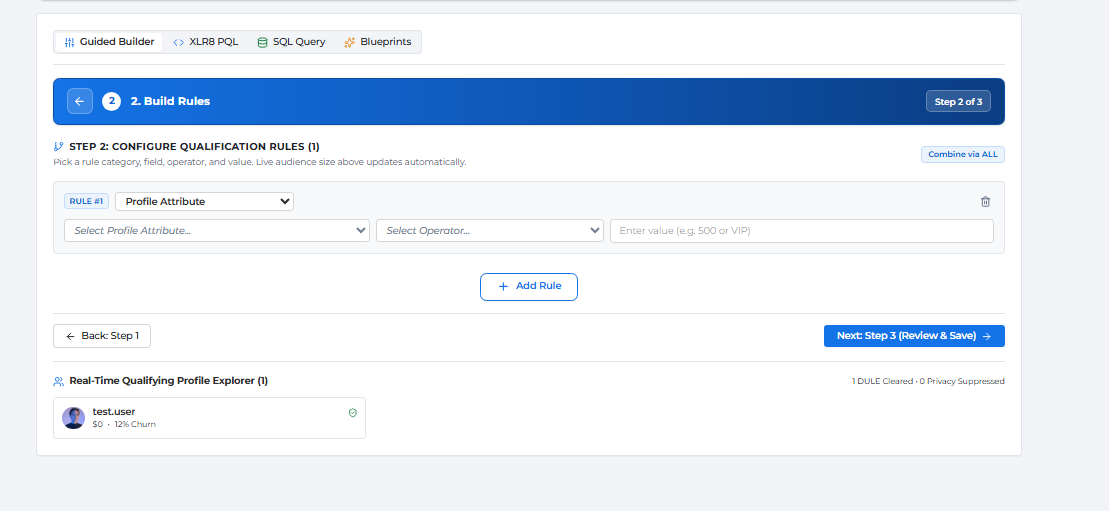 Guided Builder
XLR8 PQL
SQL Query
Blueprints
2
2. Build Rules
Step 2 of 3
STEP 2: CONFIGURE QUALIFICATION RULES (1)
Pick a rule category, field, operator, and value. Live audience size above updates automatically.
Combine via ALL
RULE #1
Profile Attribute
Select Profile Attribute...
Select Operator...
Enter value (e.g. 500 or VIP)
Add Rule
Back: Step 1
Next: Step 3 (Review & Save)
Real-Time Qualifying Profile Explorer (1)
1 DULE Cleared • 0 Privacy Suppressed
test.user
$0 • 12% Churn